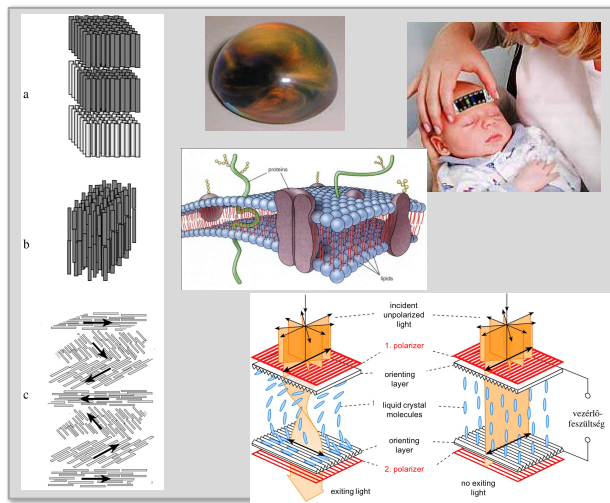 a
b
c
proteins
lipids
incident
unpolarized
light
1. polarizer
orienting
layer
liquid crystal
molecules
orienting
layer
2. polarizer
exiting light
no exiting
light
vezérlő-
feszültség